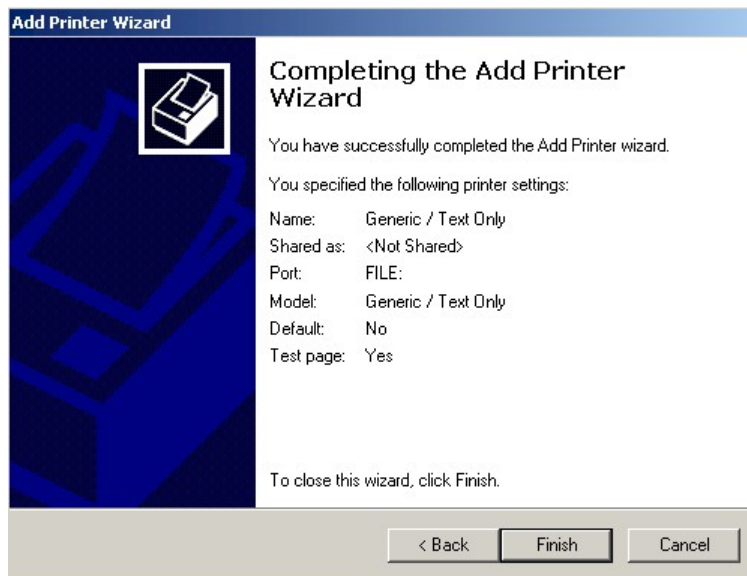 Add Printer Wizard
Completing the Add Printer
Wizard
You have successfully completed the Add Printer wizard.
You specified the following printer settings:
Name: Generic / Text Only
Shared as: <Not Shared>
Port: FILE:
Model: Generic / Text Only
Default: No
Test page: Yes
To close this wizard, click Finish.
< Back Finish Cancel